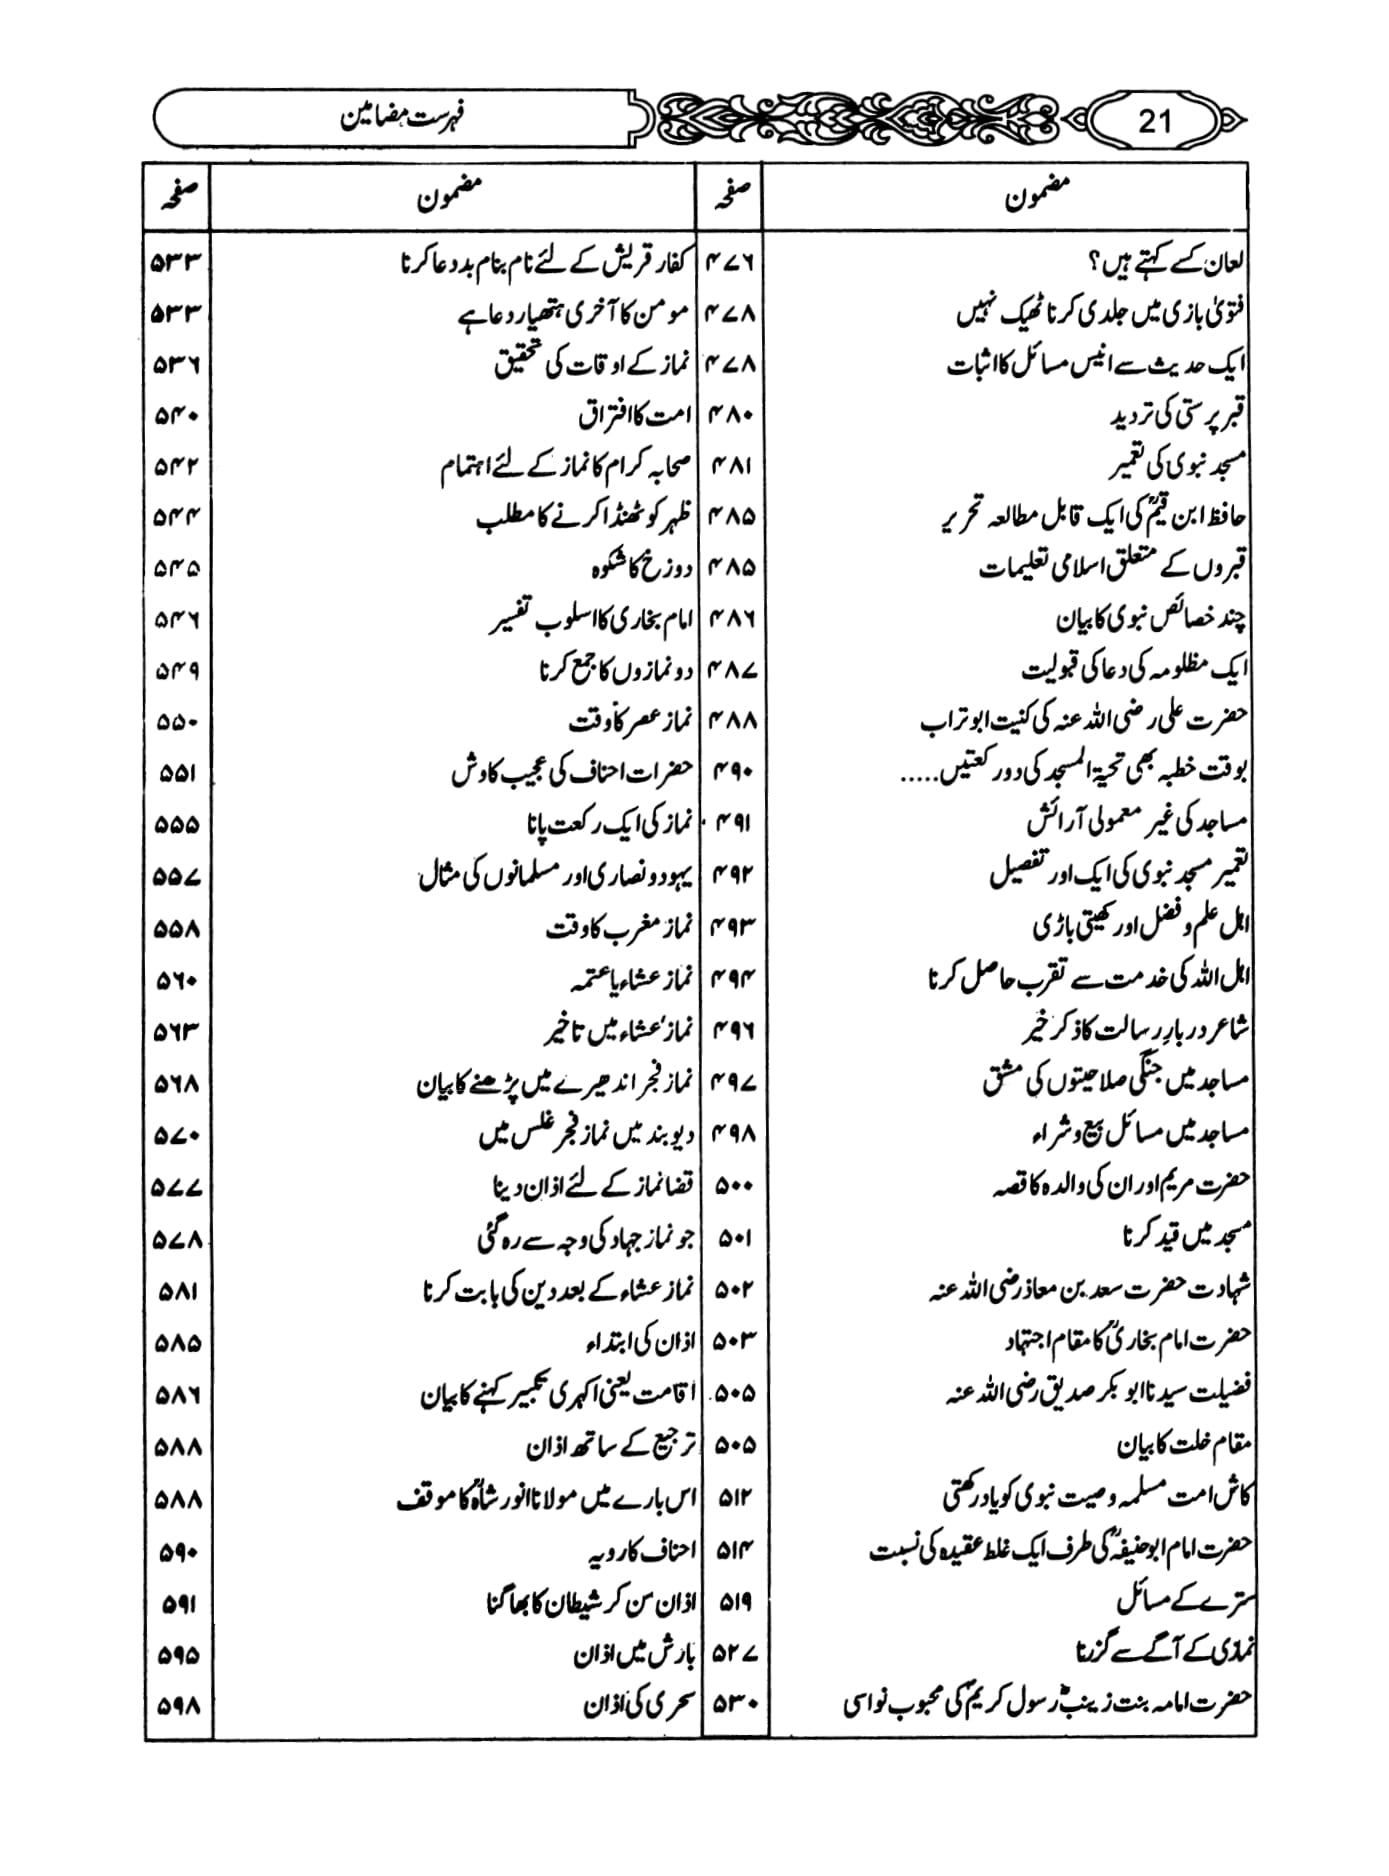 21
فہرست مضامین
مضمون صفحہ مضمون صفحہ
لعان کسے کہتے ہیں؟ ۴۷۶ کفار قریش کے لئے نام بنام بددعا کرنا ۵۳۳
فتویٰ بازی میں جلدی کرنا ٹھیک نہیں ۴۷۸ مومن کا آخری ہتھیار دعا ہے ۵۳۳
ایک حدیث سے انیس مسائل کا اثبات ۴۷۸ نماز کے اوقات کی تحقیق ۵۳۶
قبر پرستی کی تردید ۴۸۰ امت کا افتراق ۵۴۰
مسجد نبوی کی تعمیر ۴۸۱ صحابہ کرام کا نماز کے لئے اہتمام ۵۴۲
حافظ ابن قیمؒ کی ایک قابل مطالعہ تحریر ۴۸۵ ظہر کو ٹھنڈا کرنے کا مطلب ۵۴۴
قبروں کے متعلق اسلامی تعلیمات ۴۸۵ دوزخ کا شکوہ ۵۴۵
چند خصائص نبوی کا بیان ۴۸۶ امام بخاری کا اسلوب تفسیر ۵۴۶
ایک مظلومہ کی دعا کی قبولیت ۴۸۷ دو نمازوں کا جمع کرنا ۵۴۹
حضرت علی رضی اللہ عنہ کی کنیت ابو تراب ۴۸۸ نماز عصر کا وقت ۵۵۰
بوقت خطبہ بھی تحیۃ المسجد کی دو رکعتیں..... ۴۹۰ حضرات احناف کی عجیب کاوش ۵۵۱
مساجد کی غیر معمولی آرائش ۴۹۱ نماز کی ایک رکعت پانا ۵۵۵
تعمیر مسجد نبوی کی ایک اور تفصیل ۴۹۲ یہود و نصاری اور مسلمانوں کی مثال ۵۵۷
اہل علم و فضل اور کھیتی باڑی ۴۹۳ نماز مغرب کا وقت ۵۵۸
اہل اللہ کی خدمت سے تقرب حاصل کرنا ۴۹۴ نماز عشاء یا عتمہ ۵۶۰
شاعر دربارِ رسالت کا ذکر خیر ۴۹۶ نماز عشاء میں تاخیر ۵۶۳
مساجد میں جنگی صلاحیتوں کی مشق ۴۹۷ نماز فجر اندھیرے میں پڑھنے کا بیان ۵۶۸
مساجد میں مسائل بیع و شراء ۴۹۸ دیوبند میں نماز فجر غلس میں ۵۷۰
حضرت مریم اور ان کی والدہ کا قصہ ۵۰۰ قضا نماز کے لئے اذان دینا ۵۷۷
مسجد میں قید کرنا ۵۰۱ جو نماز جہاد کی وجہ سے رہ گئی ۵۷۸
شہادت حضرت سعد بن معاذ رضی اللہ عنہ ۵۰۲ نماز عشاء کے بعد دین کی بابت کرنا ۵۸۱
حضرت امام بخاریؒ کا مقام اجتہاد ۵۰۳ اذان کی ابتداء ۵۸۵
فضیلت سیدنا ابو بکر صدیق رضی اللہ عنہ ۵۰۵ اقامت یعنی اکہری تکبیر کہنے کا بیان ۵۸۶
مقام خلت کا بیان ۵۰۵ ترجیع کے ساتھ اذان ۵۸۸
کاش امت مسلمہ وصیت نبوی کو یاد رکھتی ۵۱۲ اس بارے میں مولانا انور شاہؒ کا موقف ۵۸۸
حضرت امام ابو حنیفہؒ کی طرف ایک غلط عقیدہ کی نسبت ۵۱۴ احناف کا رویہ ۵۹۰
سترے کے مسائل ۵۱۹ اذان سن کر شیطان کا بھاگنا ۵۹۱
نمازی کے آگے سے گزرنا ۵۲۷ بارش میں اذان ۵۹۵
حضرت امامہ بنت زینبؓ رسول کریمؐ کی محبوب نواسی ۵۳۰ سحری کی اذان ۵۹۸